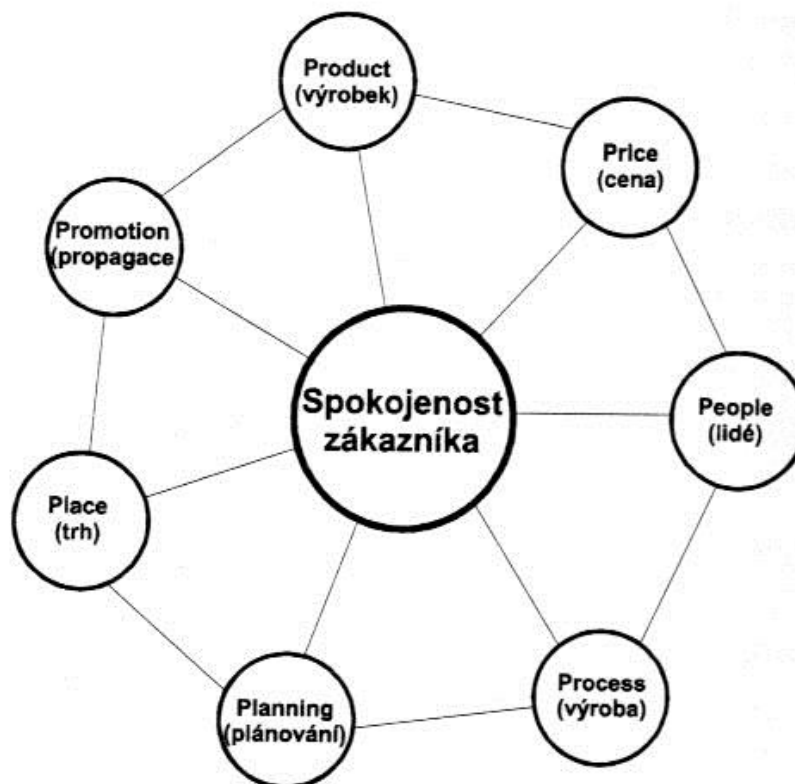 Product
(výrobek)
Price
(cena)
Promotion
(propagace
Spokojenost
zákazníka
People
(lidé)
Place
(trh)
Process
(výroba)
Planning
(plánování)